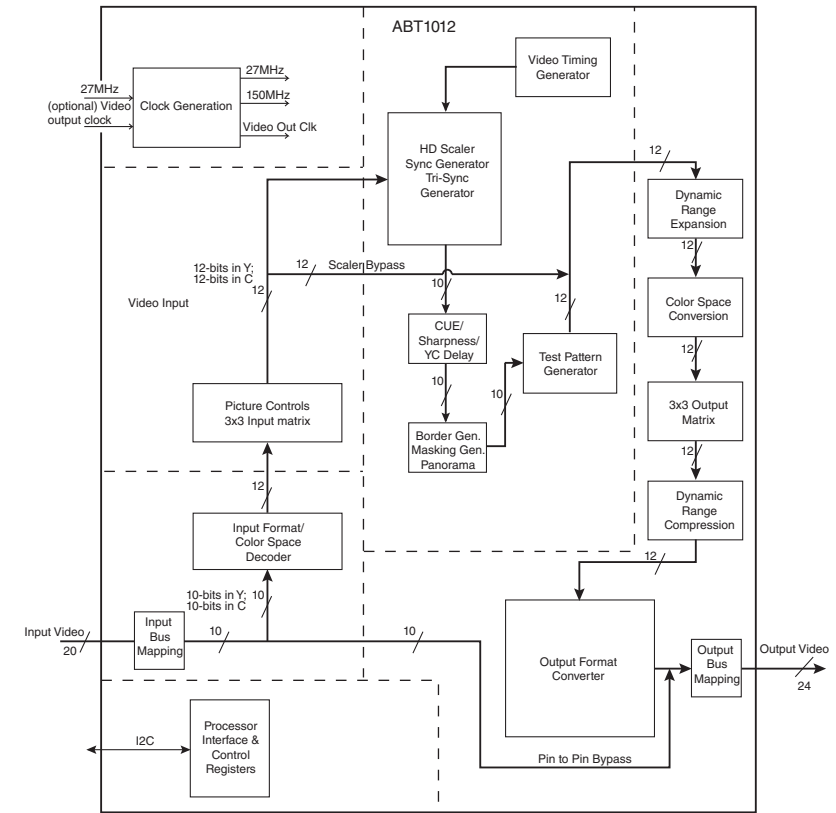 ABT1012
27MHz
(optional) Video
output clock
Clock Generation
27MHz
150MHz
Video Out Clk
Video Timing
Generator
HD Scaler
Sync Generator
Tri-Sync
Generator
12
Dynamic
Range
Expansion
12
12-bits in Y;
12-bits in C
12
12
Scaler Bypass
10
12
Video Input
Color Space
Conversion
12
CUE/
Sharpness/
YC Delay
10
Test Pattern
Generator
10
Picture Controls
3x3 Input matrix
Border Gen.
Masking Gen.
Panorama
3x3 Output
Matrix
12
12
Input Format/
Color Space
Decoder
Dynamic
Range
Compression
12
10-bits in Y;
10-bits in C
10
Input Video
20
Input
Bus
Mapping
10
10
Output Format
Converter
Output
Bus
Mapping
Output Video
24
I2C
Processor
Interface &
Control
Registers
Pin to Pin Bypass